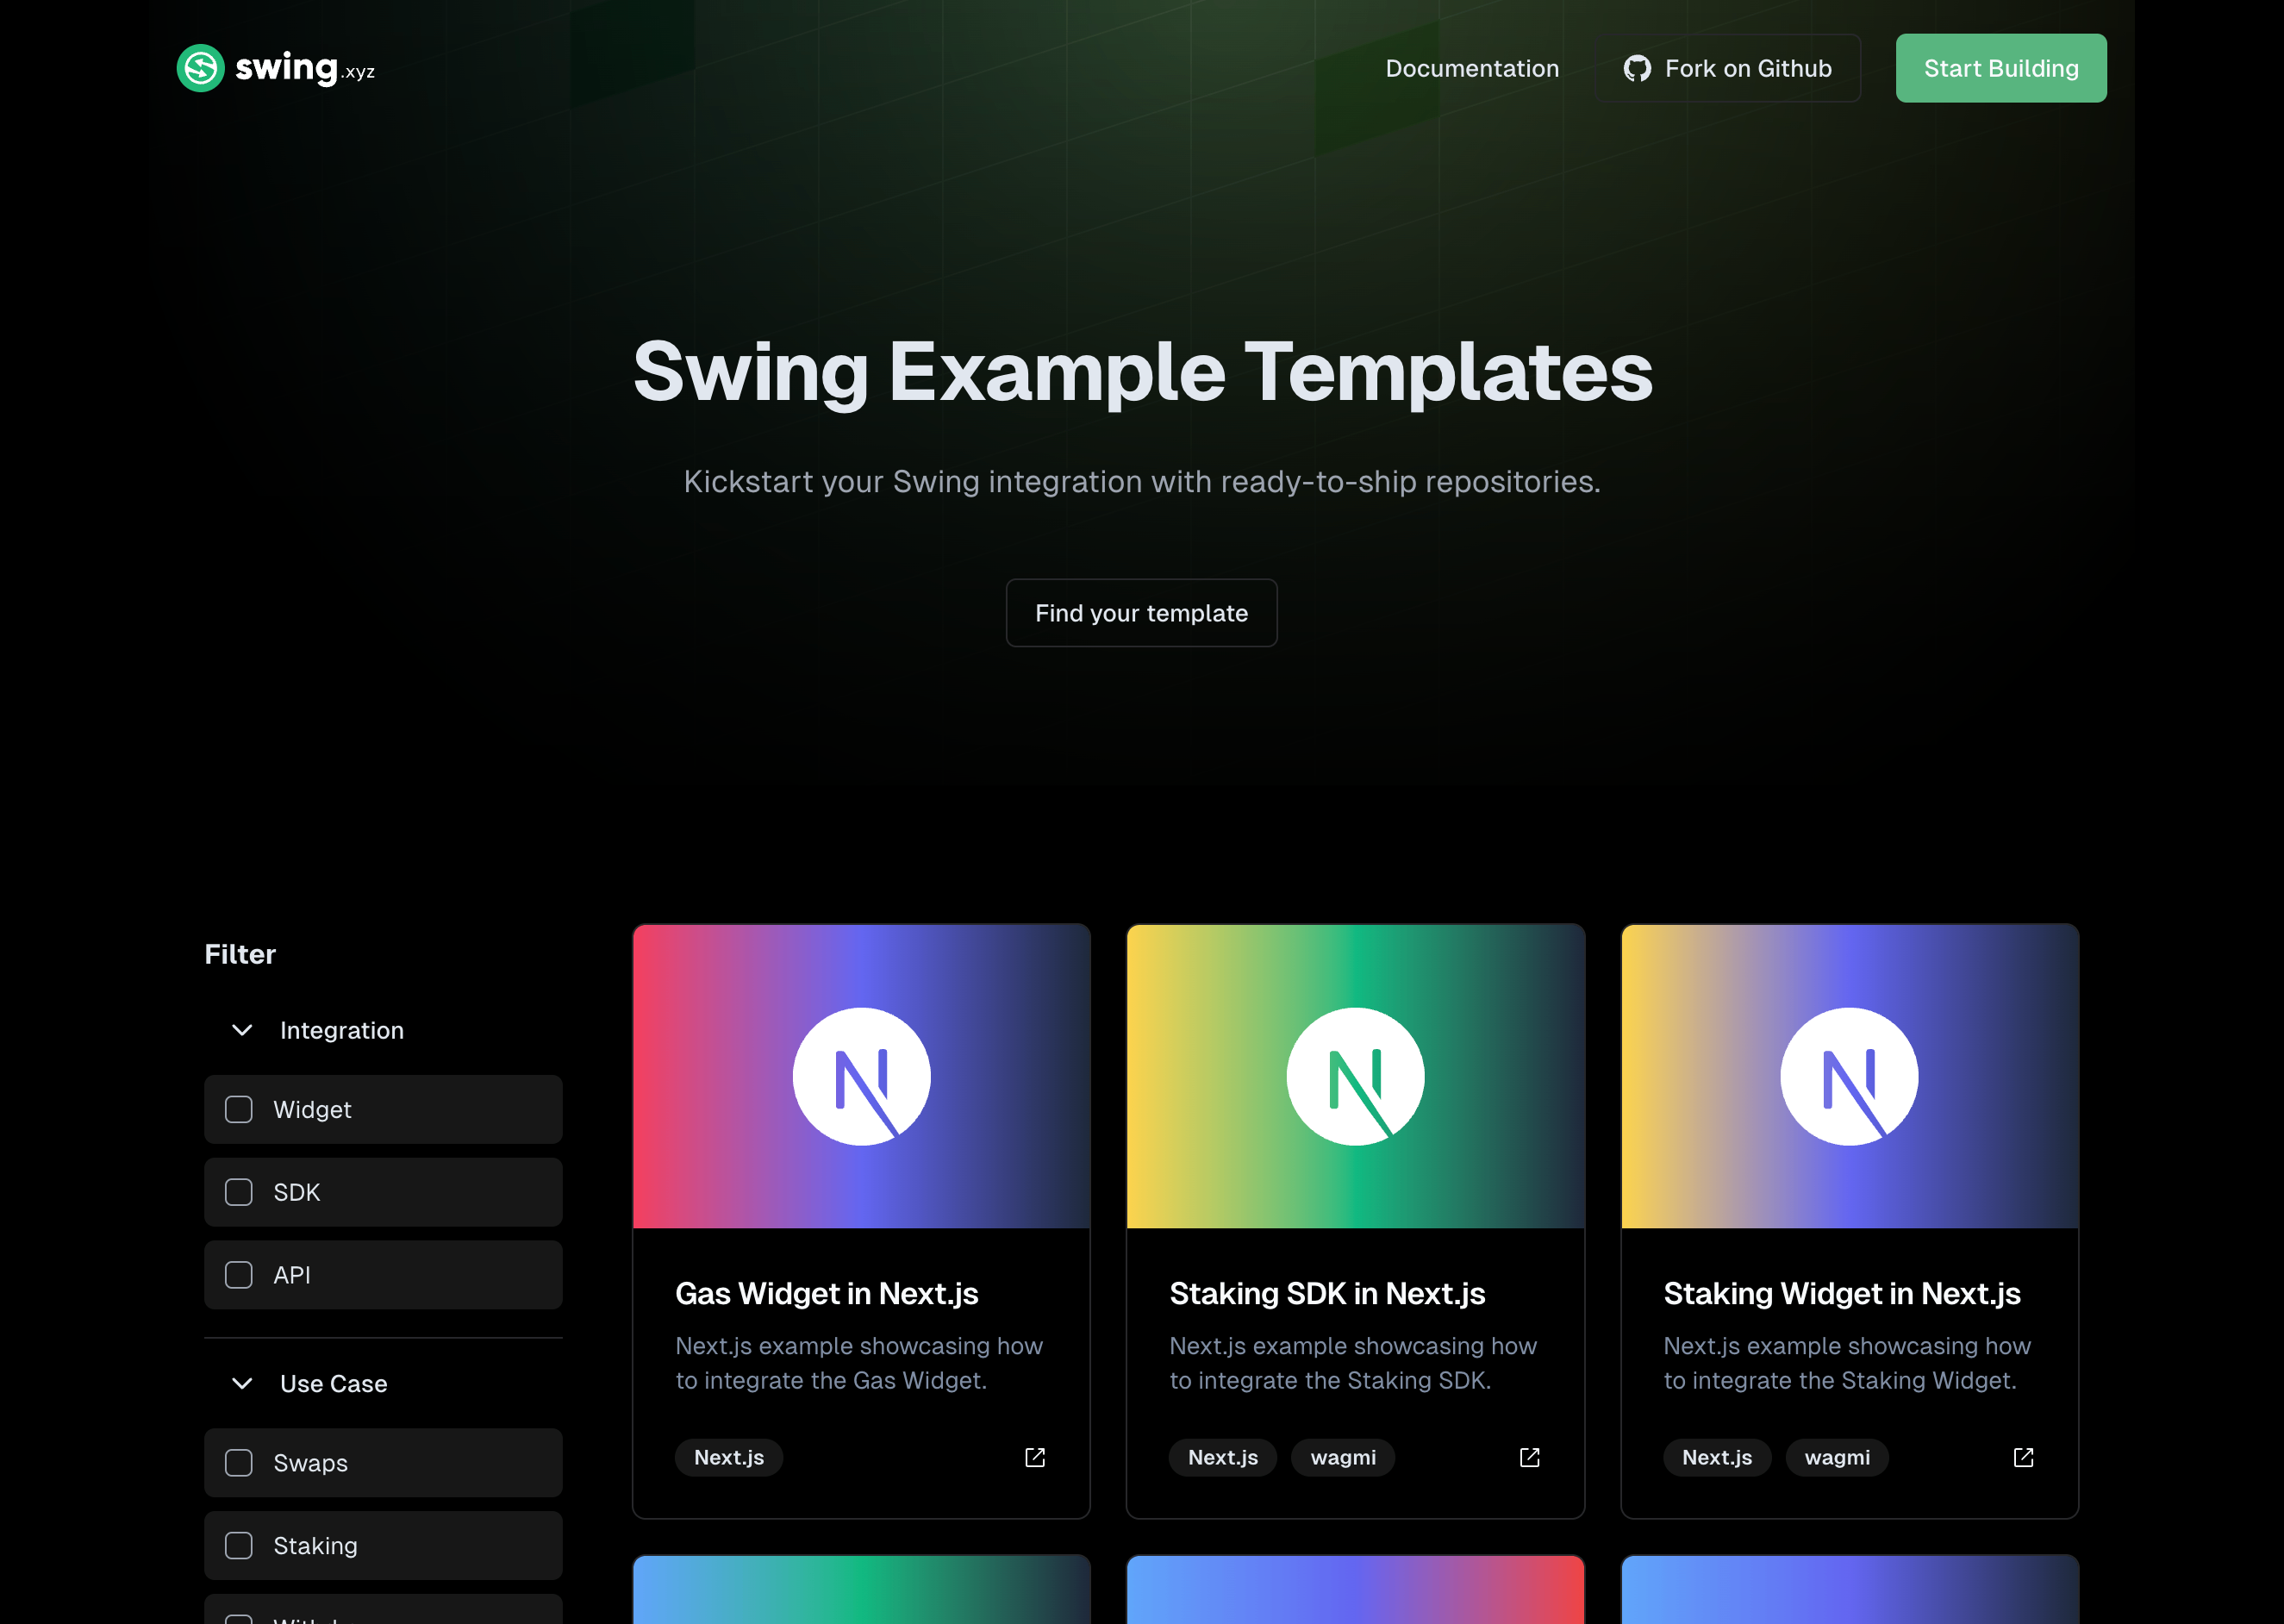 swing.xyz
Documentation
Fork on Github
Start Building
Swing Example Templates
Kickstart your Swing integration with ready-to-ship repositories.
Find your template
Filter
Integration
Widget
SDK
API
Use Case
Swaps
Staking
Gas Widget in Next.js
Next.js example showcasing how
to integrate the Gas Widget.
Next.js
Staking SDK in Next.js
Next.js example showcasing how
to integrate the Staking SDK.
Next.js wagmi
Staking Widget in Next.js
Next.js example showcasing how
to integrate the Staking Widget.
Next.js wagmi